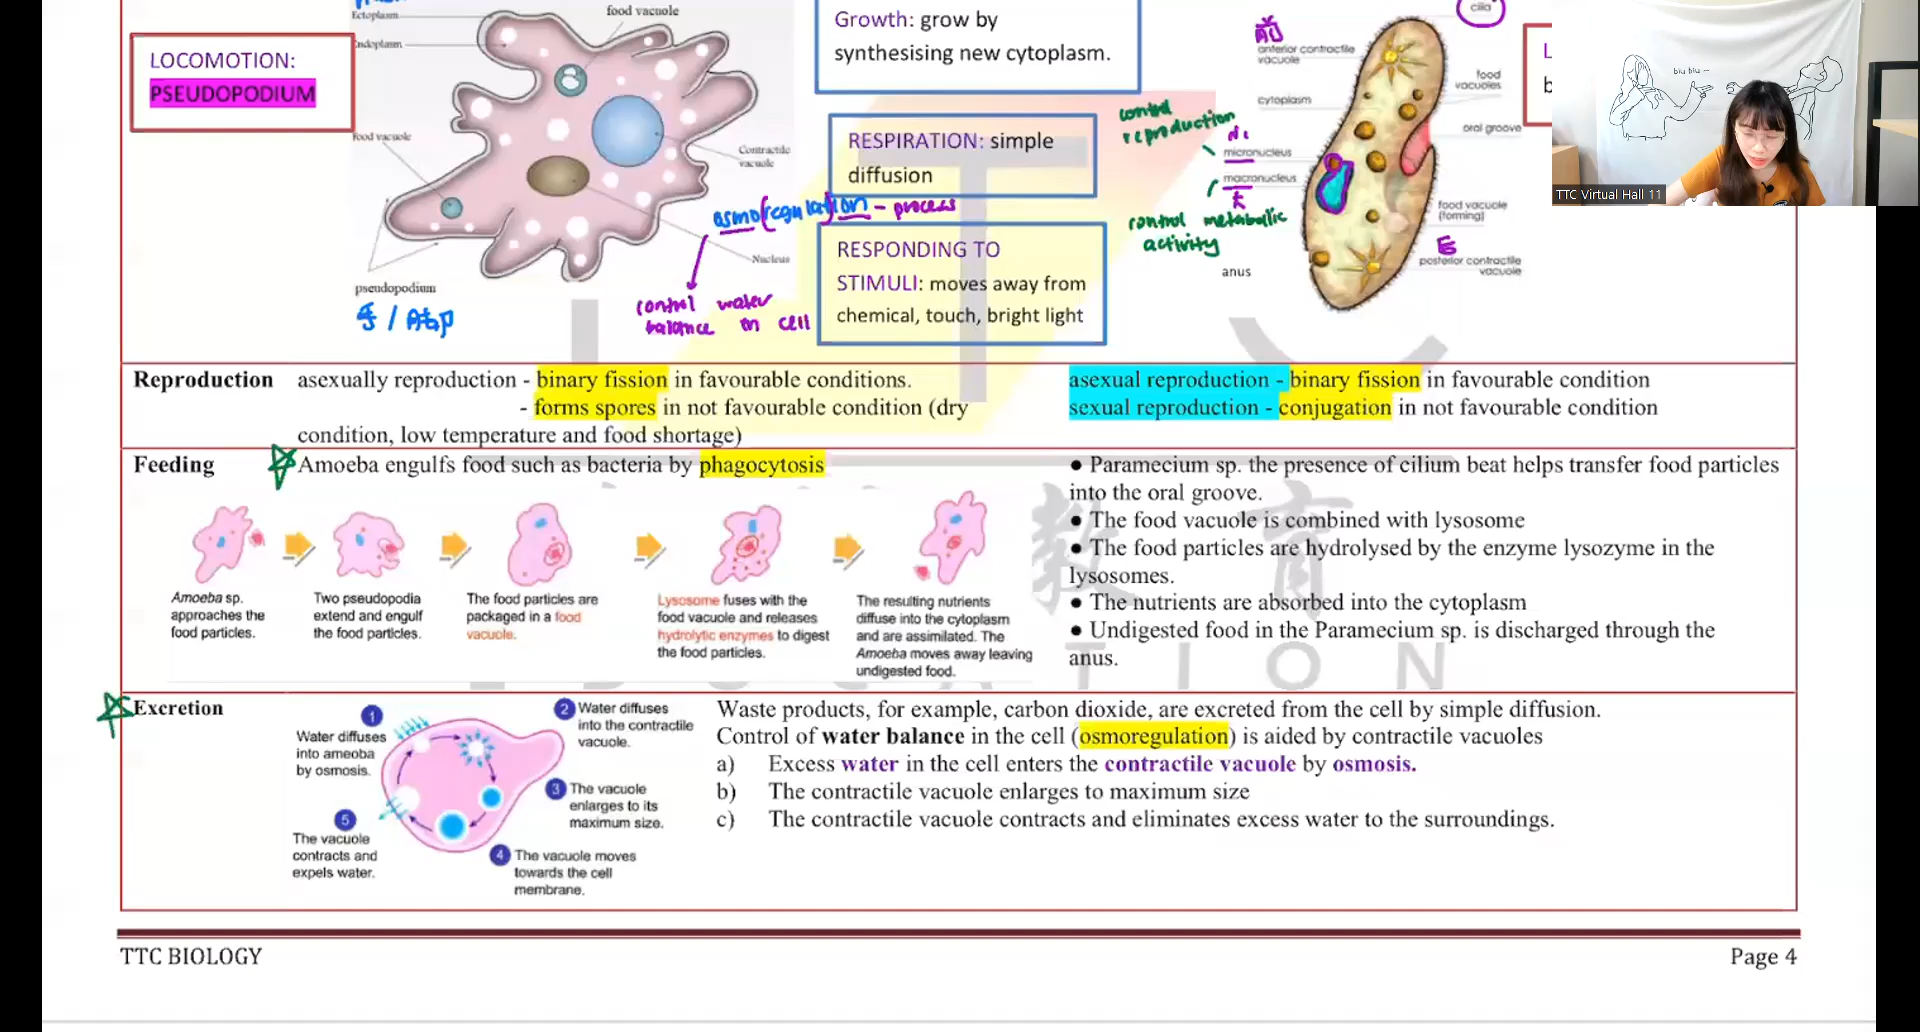 Ectoplasm
food vacuole
Endoplasm
LOCOMOTION:
PSEUDOPODIUM
Food vacuole
Contractile
vacuole
Nucleus
pseudopodium
osmoregulation - process
control water
balance in cell
Growth: grow by
synthesising new cytoplasm.
RESPIRATION: simple
diffusion
RESPONDING TO
STIMULI: moves away from
chemical, touch, bright light
cilia
前
anterior contractile
vacuole
food
vacuoles
cytoplasm
oral groove
control
reproduction
小
micronucleus
macronucleus
大
control metabolic
activity
food vacuole
(forming)
后
posterior contractile
vacuole
anus
L
b
biu biu
TTC Virtual Hall 11
Reproduction asexually reproduction - binary fission in favourable conditions.
- forms spores in not favourable condition (dry
condition, low temperature and food shortage)
asexual reproduction - binary fission in favourable condition
sexual reproduction - conjugation in not favourable condition
Feeding Amoeba engulfs food such as bacteria by phagocytosis
Amoeba sp.
approaches the
food particles.
Two pseudopodia
extend and engulf
the food particles.
The food particles are
packaged in a food
vacuole.
Lysosome fuses with the
food vacuole and releases
hydrolytic enzymes to digest
the food particles.
The resulting nutrients
diffuse into the cytoplasm
and are assimilated. The
Amoeba moves away leaving
undigested food.
● Paramecium sp. the presence of cilium beat helps transfer food particles
into the oral groove.
● The food vacuole is combined with lysosome
● The food particles are hydrolysed by the enzyme lysozyme in the
lysosomes.
● The nutrients are absorbed into the cytoplasm
● Undigested food in the Paramecium sp. is discharged through the
anus.
教育
EDUCATION
Excretion
1
Water diffuses
into ameoba
by osmosis.
2 Water diffuses
into the contractile
vacuole.
3 The vacuole
enlarges to its
maximum size.
4 The vacuole moves
towards the cell
membrane.
5
The vacuole
contracts and
expels water.
Waste products, for example, carbon dioxide, are excreted from the cell by simple diffusion.
Control of water balance in the cell (osmoregulation) is aided by contractile vacuoles
a) Excess water in the cell enters the contractile vacuole by osmosis.
b) The contractile vacuole enlarges to maximum size
c) The contractile vacuole contracts and eliminates excess water to the surroundings.
TTC BIOLOGY
Page 4